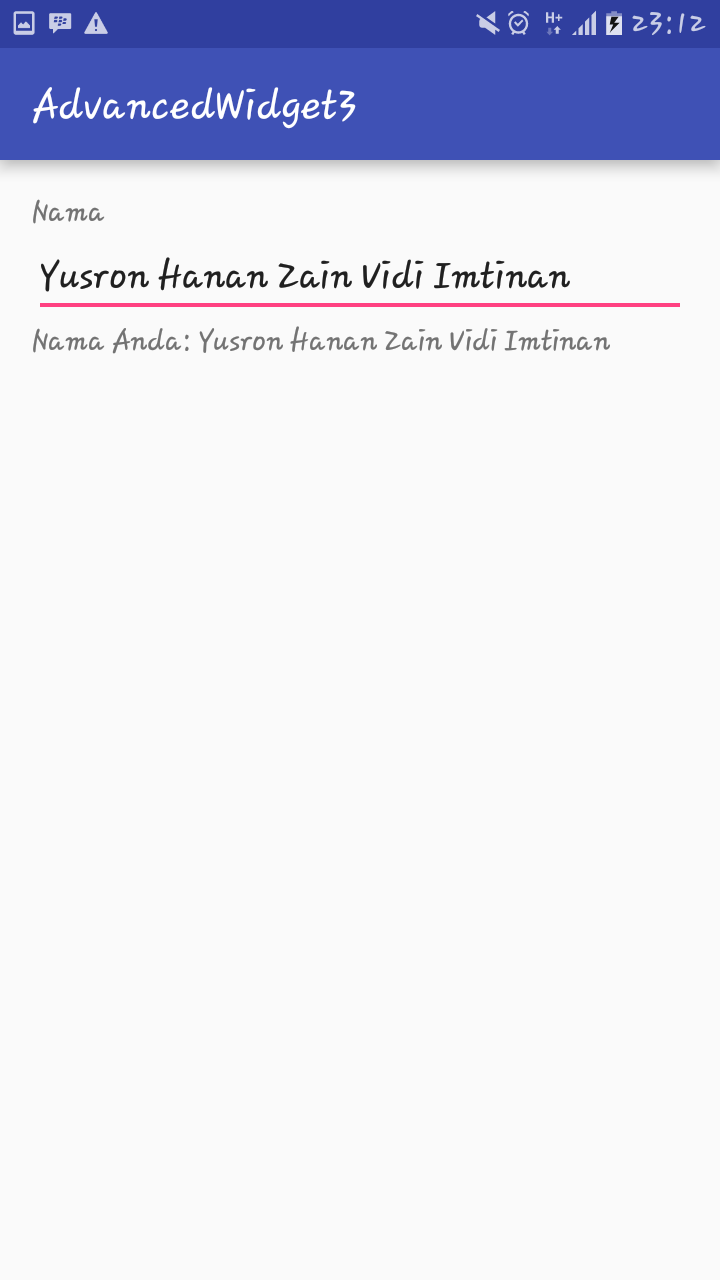 H+ 23:12
AdvancedWidget3
Nama
Yusron Hanan Zain Vidi Imtinan
Nama Anda: Yusron Hanan Zain Vidi Imtinan